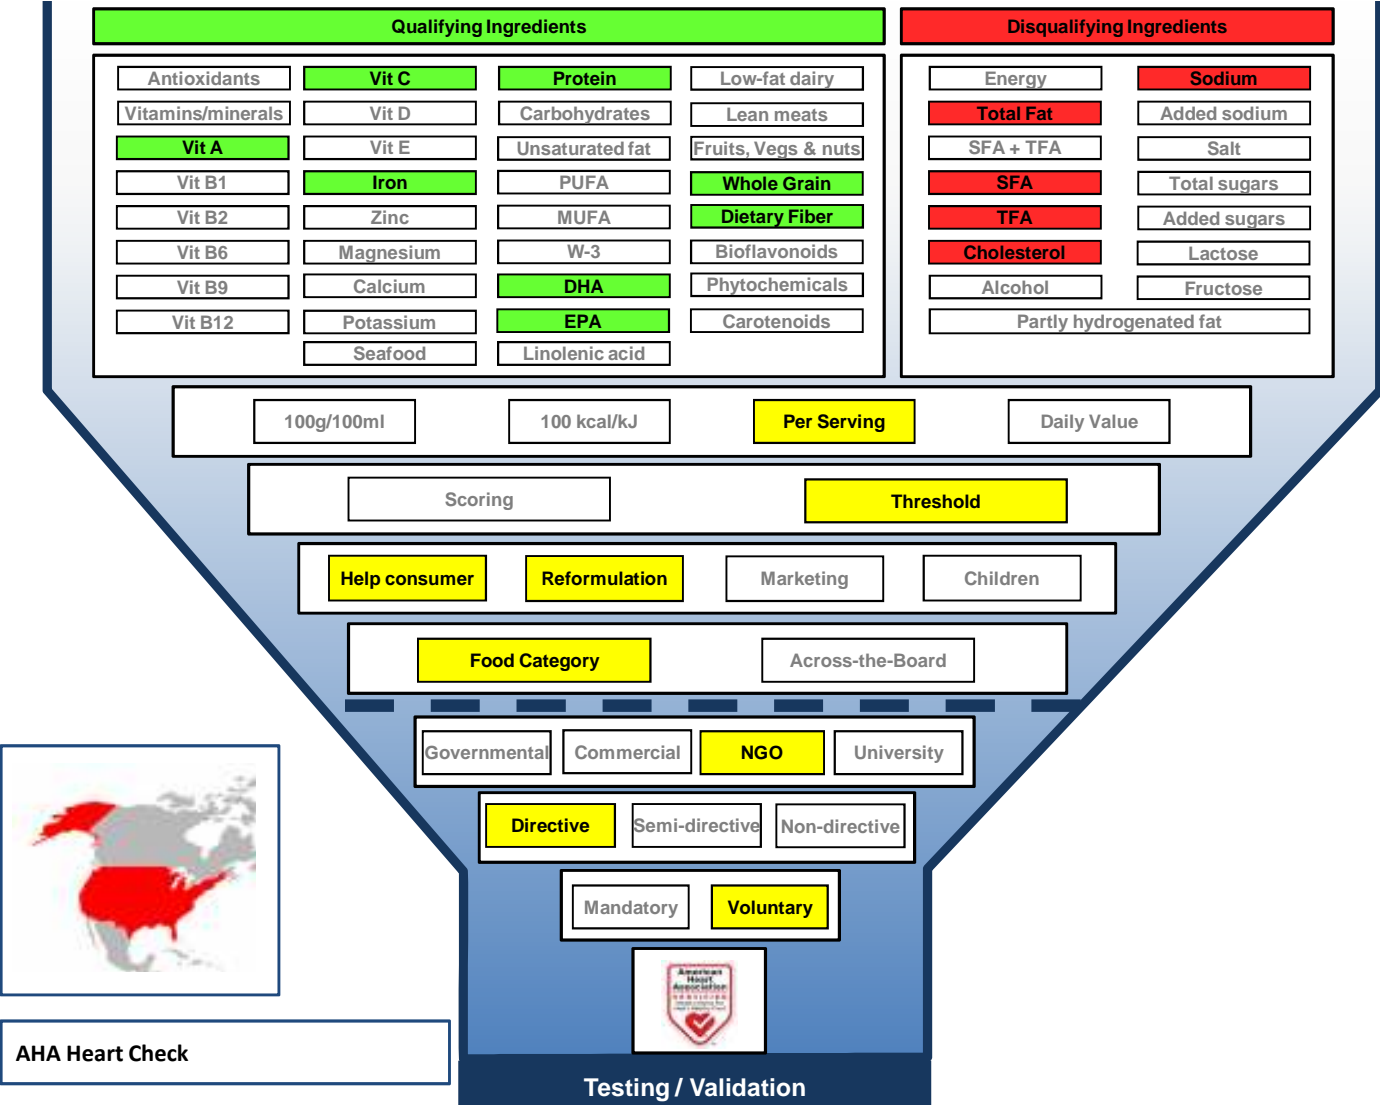 Qualifying Ingredients Disqualifying Ingredients
Antioxidants Vit C Protein Low-fat dairy Energy Sodium
Vitamins/minerals Vit D Carbohydrates Lean meats Total Fat Added sodium
Vit A Vit E Unsaturated fat Fruits, Vegs & nuts SFA + TFA Salt
Vit B1 Iron PUFA Whole Grain SFA Total sugars
Vit B2 Zinc MUFA Dietary Fiber TFA Added sugars
Vit B6 Magnesium W-3 Bioflavonoids Cholesterol Lactose
Vit B9 Calcium DHA Phytochemicals Alcohol Fructose
Vit B12 Potassium EPA Carotenoids Partly hydrogenated fat
Seafood Linolenic acid
100g/100ml 100 kcal/kJ Per Serving Daily Value
Scoring Threshold
Help consumer Reformulation Marketing Children
Food Category Across-the-Board
Governmental Commercial NGO University
Directive Semi-directive Non-directive
Mandatory Voluntary
American
Heart
Association
AHA Heart Check
Testing / Validation